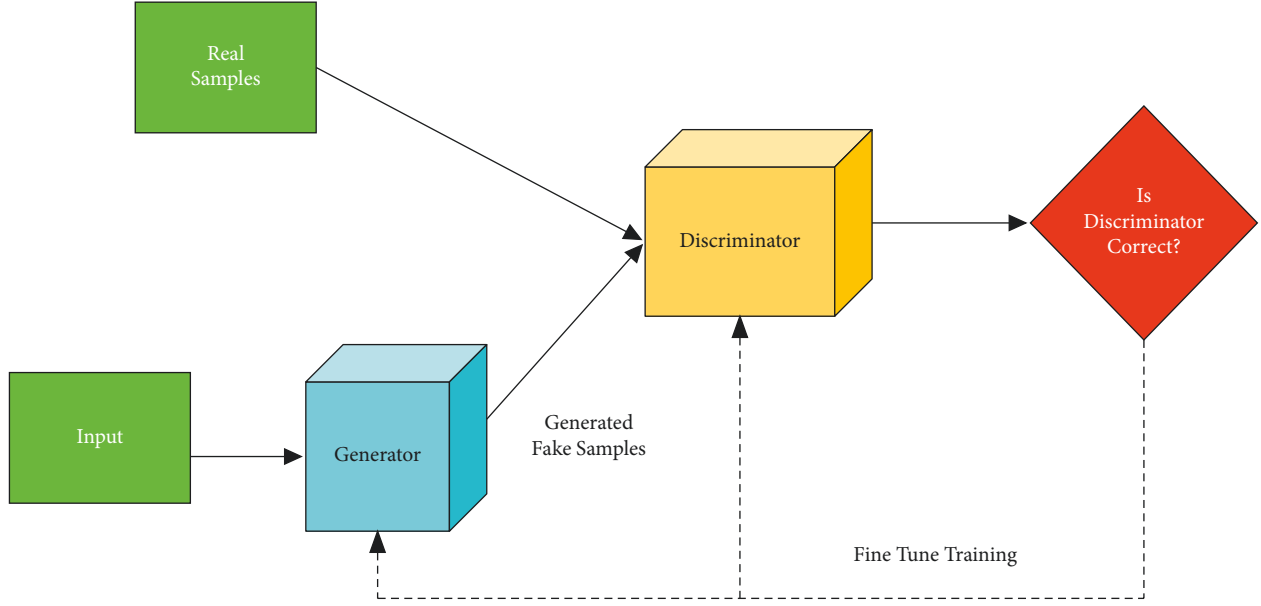 Real
Samples
Is
Discriminator
Correct?
Discriminator
Input
Generator
Generated
Fake Samples
Fine Tune Training